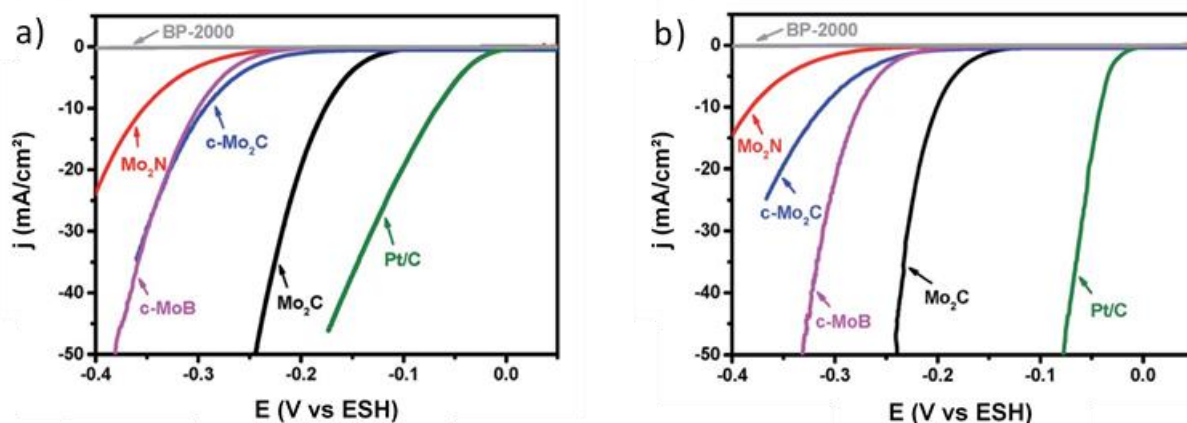 a)
BP-2000
0
-10
-20
-30
-40
-50
j (mA/cm²)
Mo₂N
c-Mo₂C
c-MoB
Mo₂C
Pt/C
-0.4 -0.3 -0.2 -0.1 0.0
E (V vs ESH)
b)
BP-2000
0
-10
-20
-30
-40
-50
j (mA/cm²)
Mo₂N
c-Mo₂C
c-MoB
Mo₂C
Pt/C
-0.4 -0.3 -0.2 -0.1 0.0
E (V vs ESH)